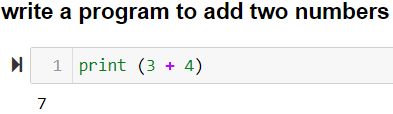 write a program to add two numbers
1 print (3 + 4)
7